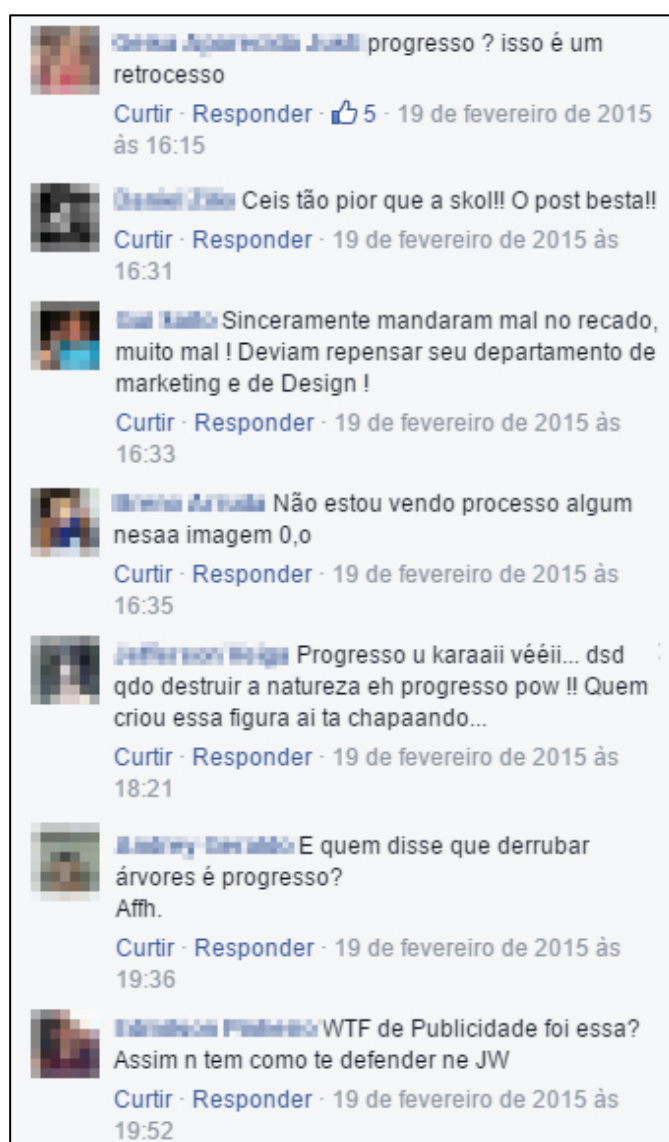 progresso ? isso é um
retrocesso
Curtir · Responder · 5 · 19 de fevereiro de 2015
às 16:15
Ceis tão pior que a skol!! O post besta!!
Curtir · Responder · 19 de fevereiro de 2015 às
16:31
Sinceramente mandaram mal no recado,
muito mal ! Deviam repensar seu departamento de
marketing e de Design !
Curtir · Responder · 19 de fevereiro de 2015 às
16:33
Não estou vendo processo algum
nesaa imagem 0,o
Curtir · Responder · 19 de fevereiro de 2015 às
16:35
Progresso u karaaii vééii... dsd
qdo destruir a natureza eh progresso pow !! Quem
criou essa figura ai ta chapaando...
Curtir · Responder · 19 de fevereiro de 2015 às
18:21
E quem disse que derrubar
árvores é progresso?
Affh.
Curtir · Responder · 19 de fevereiro de 2015 às
19:36
WTF de Publicidade foi essa?
Assim n tem como te defender ne JW
Curtir · Responder · 19 de fevereiro de 2015 às
19:52